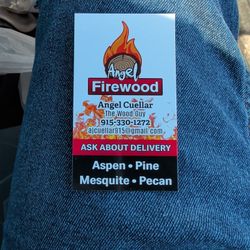 Angel
Firewood
Angel Cuellar
The Wood Guy
915-330-1272
ajcuellar915@gmail.com
ASK ABOUT DELIVERY
Aspen • Pine
Mesquite • Pecan